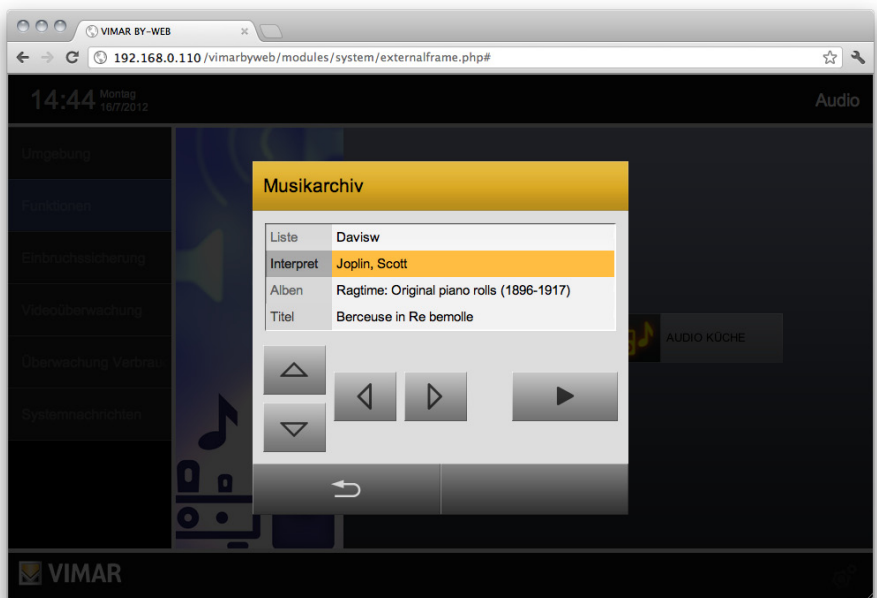 VIMAR BY-WEB
192.168.0.110/vimarbyweb/modules/system/externalframe.php#
14:44 Montag 16/7/2012
Audio
Umgebung
Funktionen
Einbruchssicherung
Videoüberwachung
Überwachung Verbrau
Systemnachrichten
Musikarchiv
Liste Davisw
Interpret Joplin, Scott
Alben Ragtime: Original piano rolls (1896-1917)
Titel Berceuse in Re bemolle
AUDIO KÜCHE
VIMAR